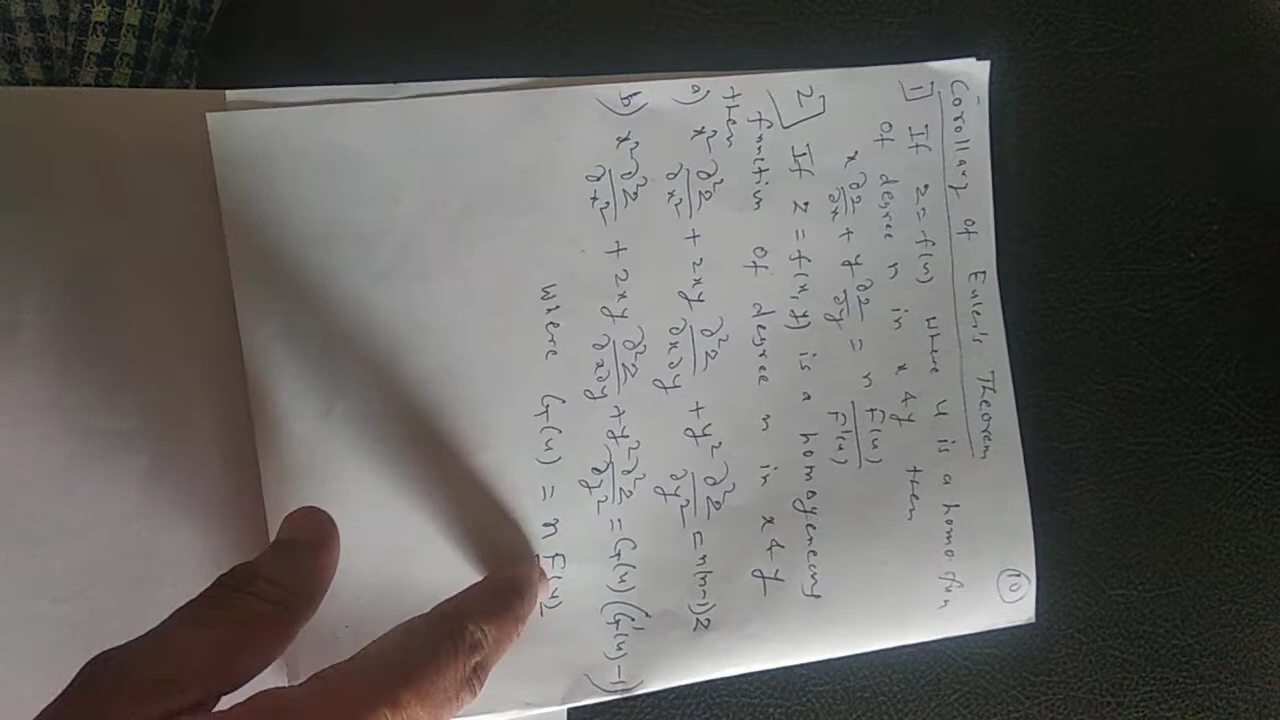 (10)
Corollary of Euler's Theorem
1] If z = f(u) where u is a homo. fun
of degree n in x & y then
x ∂z/∂x + y ∂z/∂y = n F(u)/F'(u)
2] If z = f(x, y) is a homogeneous
function of degree n in x & y
then
a) x² ∂²z/∂x² + 2xy ∂²z/∂x∂y + y² ∂²z/∂y² = n(n-1)z
b) x² ∂²z/∂x² + 2xy ∂²z/∂x∂y + y² ∂²z/∂y² = G(u) (G'(u) - 1)
where G(u) = n F(u)